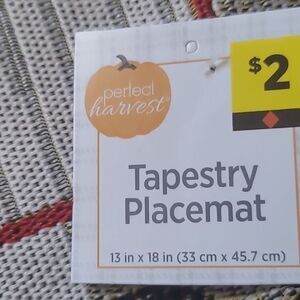 perfect
harvest
$2
Tapestry
Placemat
13 in x 18 in (33 cm x 45.7 cm)